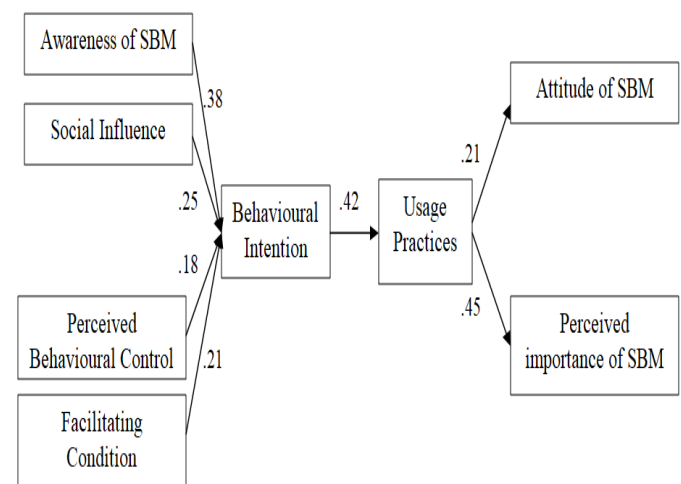 Awareness of SBM
.38
Social Influence
.25
.18
Perceived
Behavioural Control
.21
Facilitating
Condition
Behavioural
Intention
.42
Usage
Practices
.21
.45
Attitude of SBM
Perceived
importance of SBM